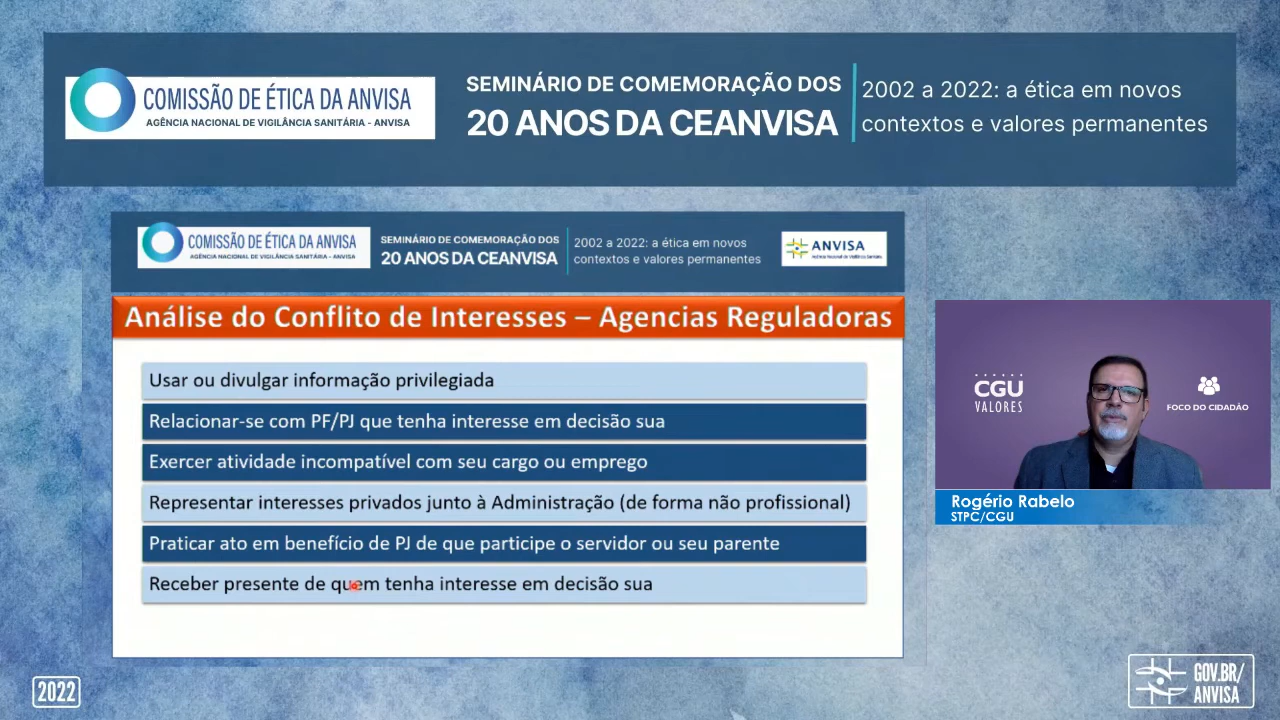 COMISSÃO DE ÉTICA DA ANVISA
AGÊNCIA NACIONAL DE VIGILÂNCIA SANITÁRIA - ANVISA
SEMINÁRIO DE COMEMORAÇÃO DOS
20 ANOS DA CEANVISA
2002 a 2022: a ética em novos
contextos e valores permanentes
COMISSÃO DE ÉTICA DA ANVISA
AGÊNCIA NACIONAL DE VIGILÂNCIA SANITÁRIA - ANVISA
SEMINÁRIO DE COMEMORAÇÃO DOS
20 ANOS DA CEANVISA
2002 a 2022: a ética em novos
contextos e valores permanentes
ANVISA
Agência Nacional de Vigilância Sanitária
Análise do Conflito de Interesses – Agencias Reguladoras
Usar ou divulgar informação privilegiada
Relacionar-se com PF/PJ que tenha interesse em decisão sua
Exercer atividade incompatível com seu cargo ou emprego
Representar interesses privados junto à Administração (de forma não profissional)
Praticar ato em benefício de PJ de que participe o servidor ou seu parente
Receber presente de quem tenha interesse em decisão sua
CGU
VALORES
FOCO DO CIDADÃO
Rogério Rabelo
STPC/CGU
2022
GOV.BR/
ANVISA